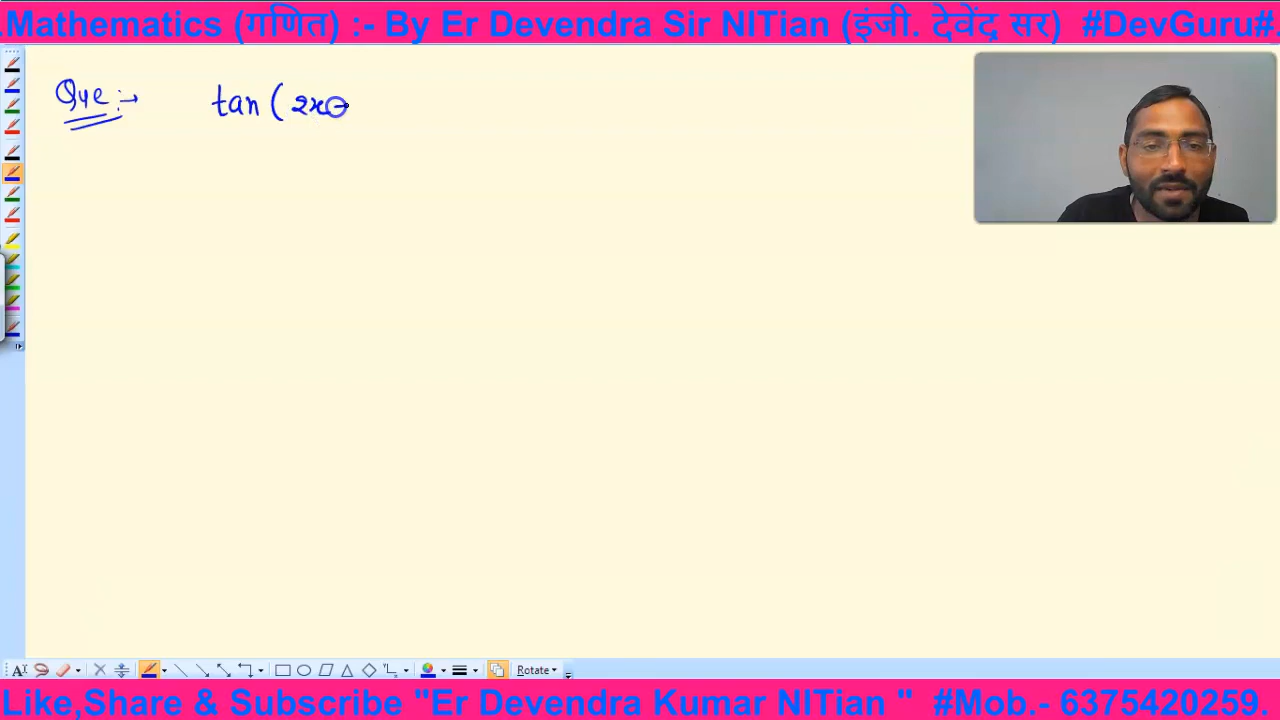 .Mathematics (गणित) :- By Er Devendra Sir NITian (इंजी. देवेंद्र सर) #DevGuru#.
Que :→ tan ( 2x
Rotate
Like,Share & Subscribe "Er Devendra Kumar NITian " #Mob.- 6375420259.